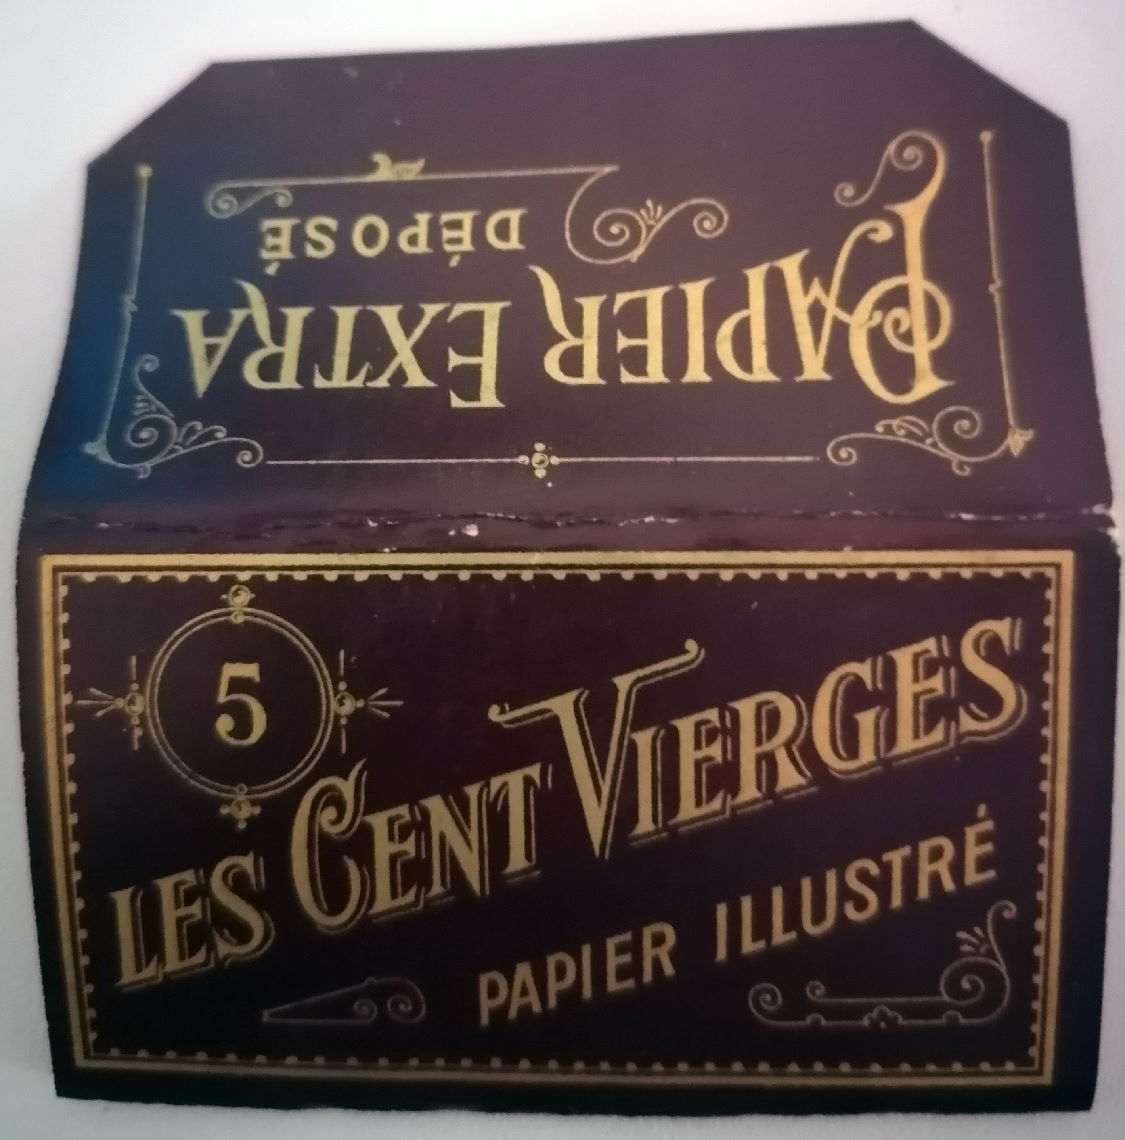 PAPIER EXTRA
DÉPOSÉ
5
LES CENT VIERGES
PAPIER ILLUSTRÉ